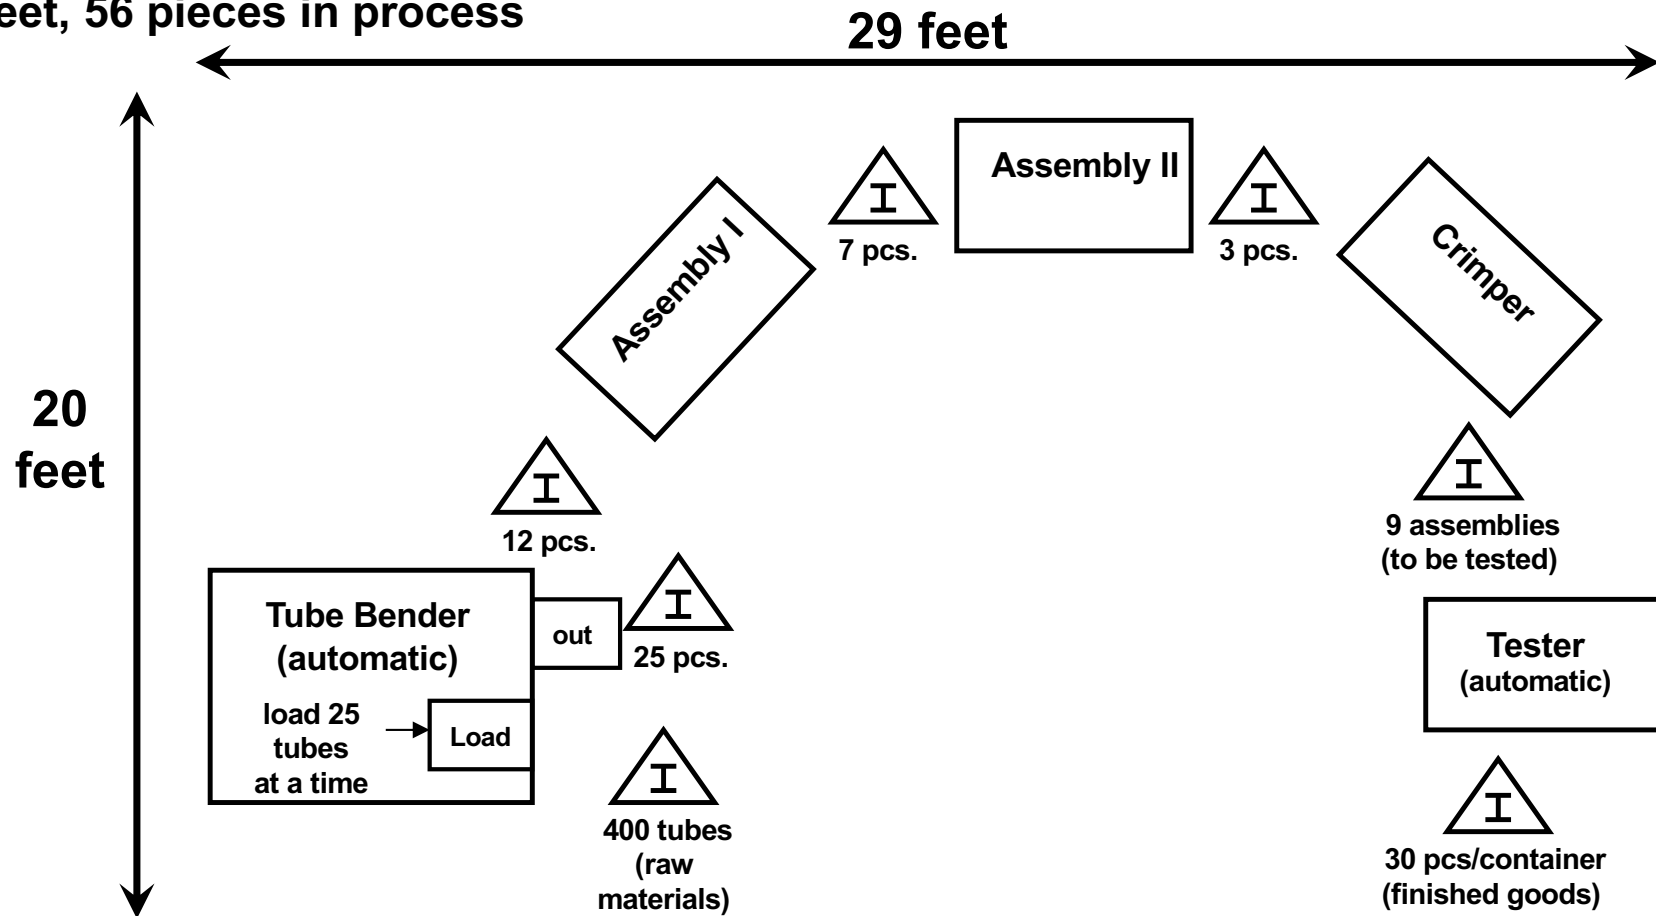 eet, 56 pieces in process
29 feet
20
feet
Assembly I
I
7 pcs.
Assembly II
I
3 pcs.
Crimper
I
12 pcs.
I
9 assemblies
(to be tested)
Tube Bender
(automatic)
out
I
25 pcs.
load 25
tubes
at a time
Load
I
400 tubes
(raw
materials)
Tester
(automatic)
I
30 pcs/container
(finished goods)